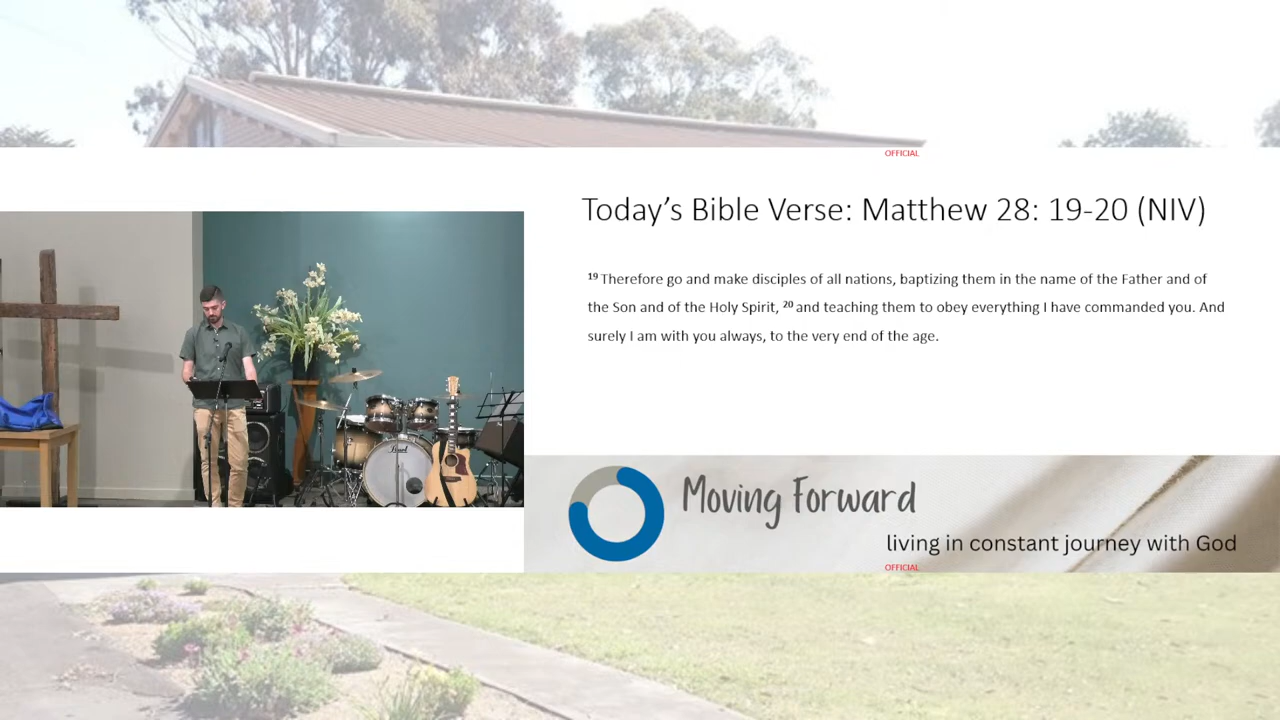 OFFICIAL
Today's Bible Verse: Matthew 28: 19-20 (NIV)
19 Therefore go and make disciples of all nations, baptizing them in the name of the Father and of
the Son and of the Holy Spirit, 20 and teaching them to obey everything I have commanded you. And
surely I am with you always, to the very end of the age.
Pearl
Moving Forward
living in constant journey with God
OFFICIAL